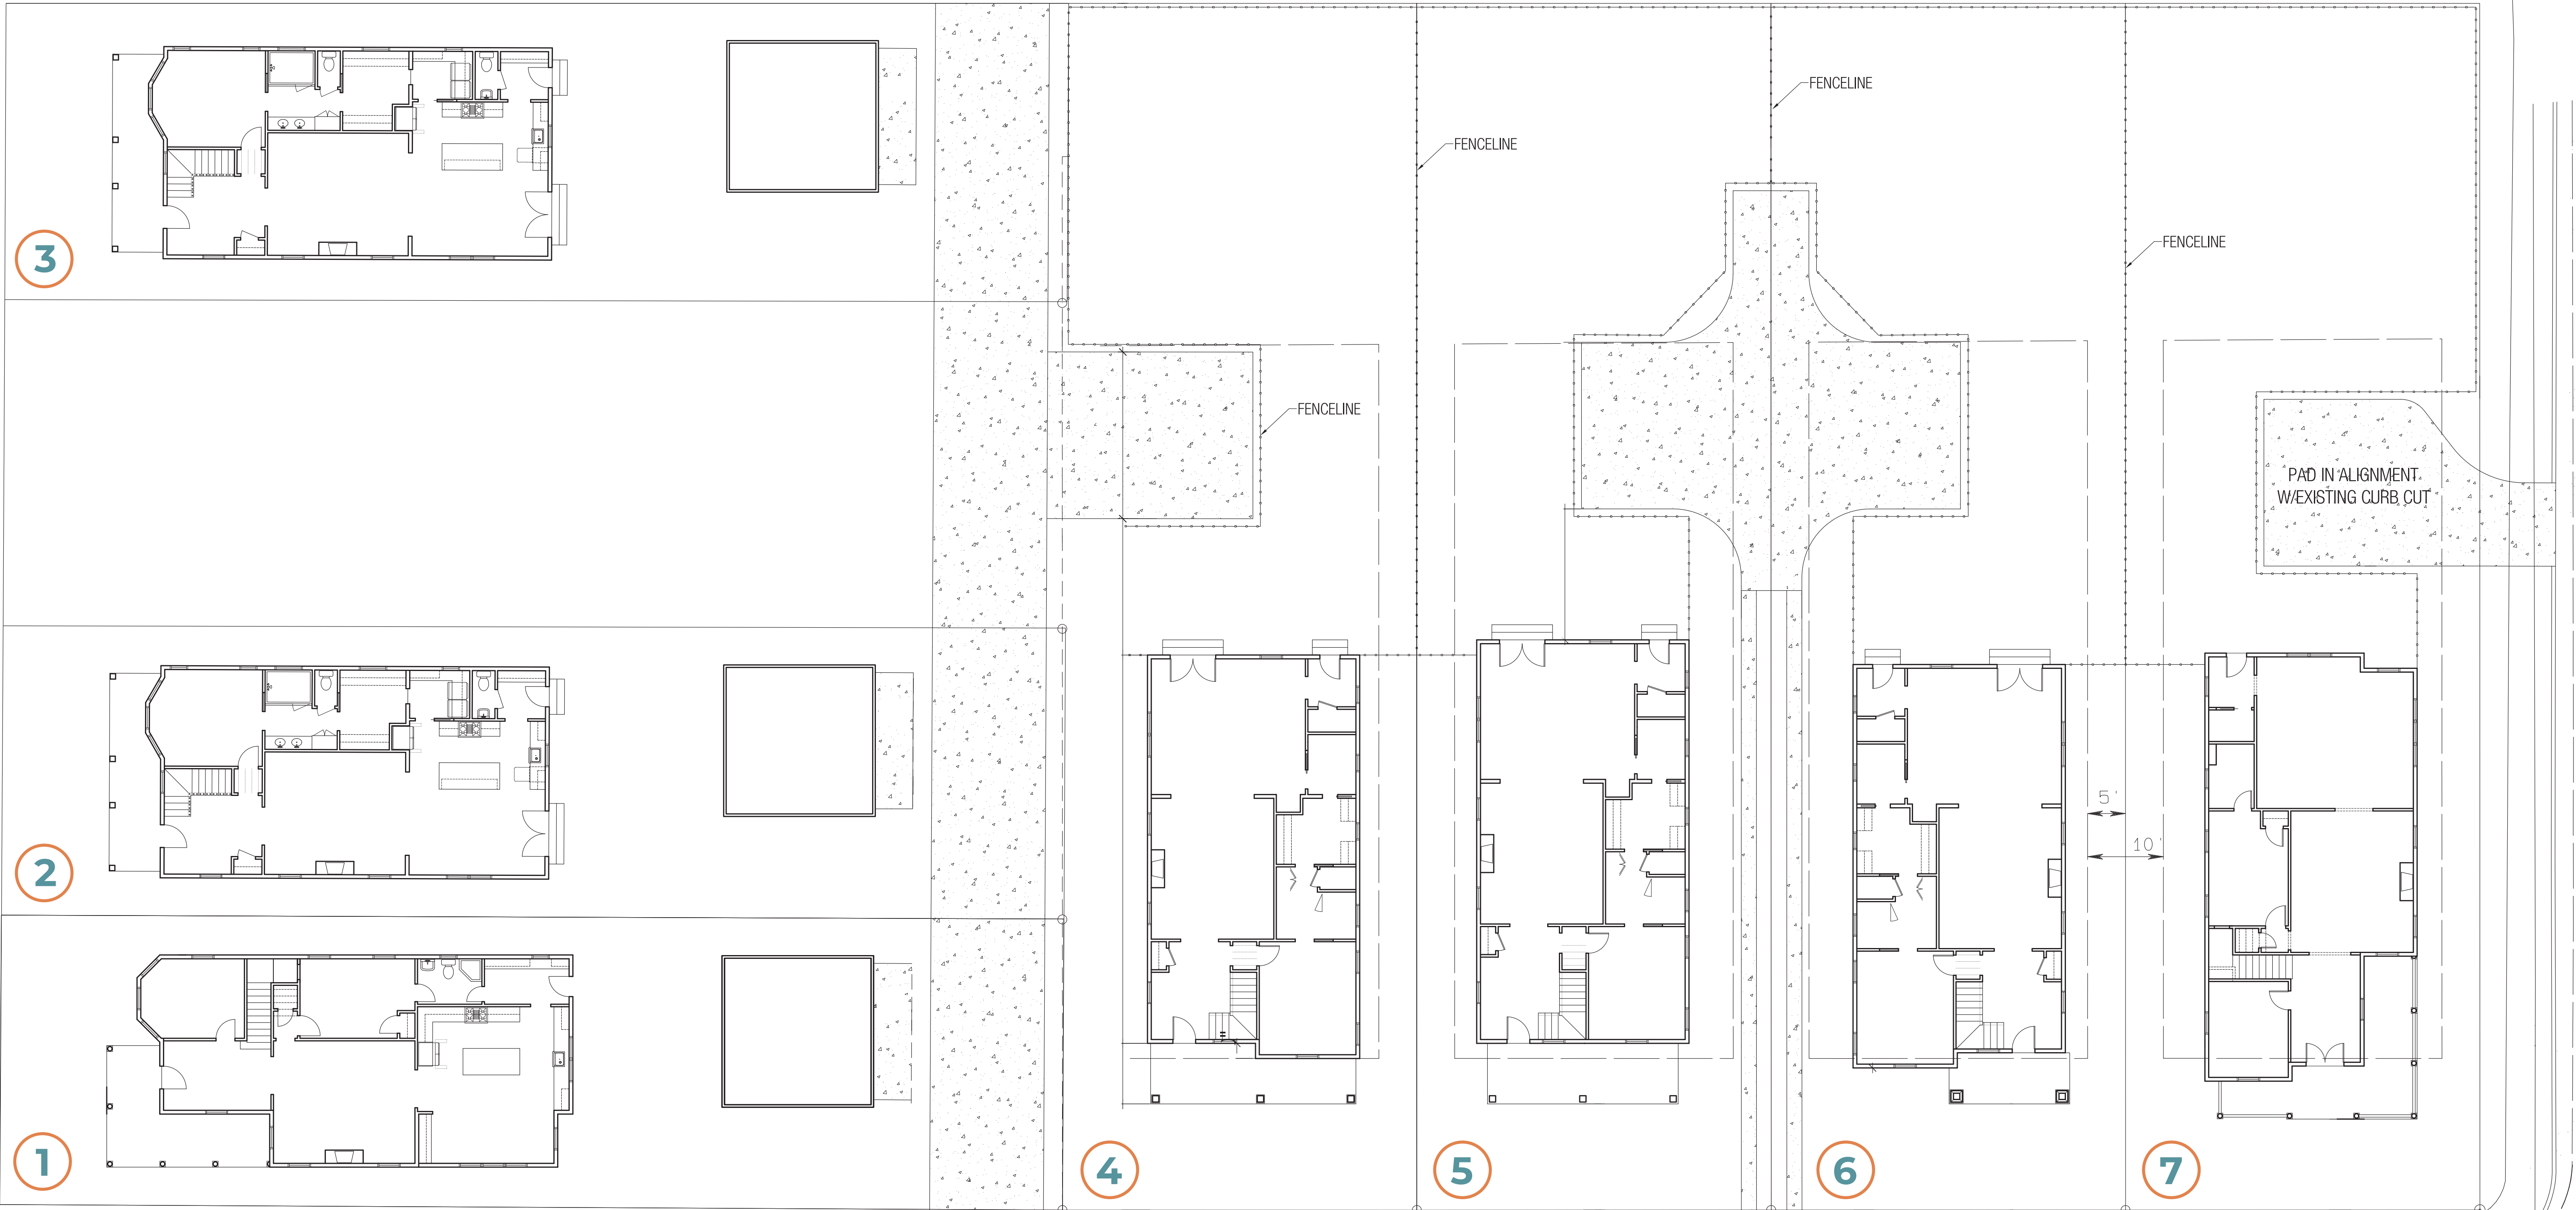 3
FENCELINE
FENCELINE
FENCELINE
FENCELINE
PAD IN ALIGNMENT
W/EXISTING CURB CUT
2
5'
10'
1
4
5
6
7